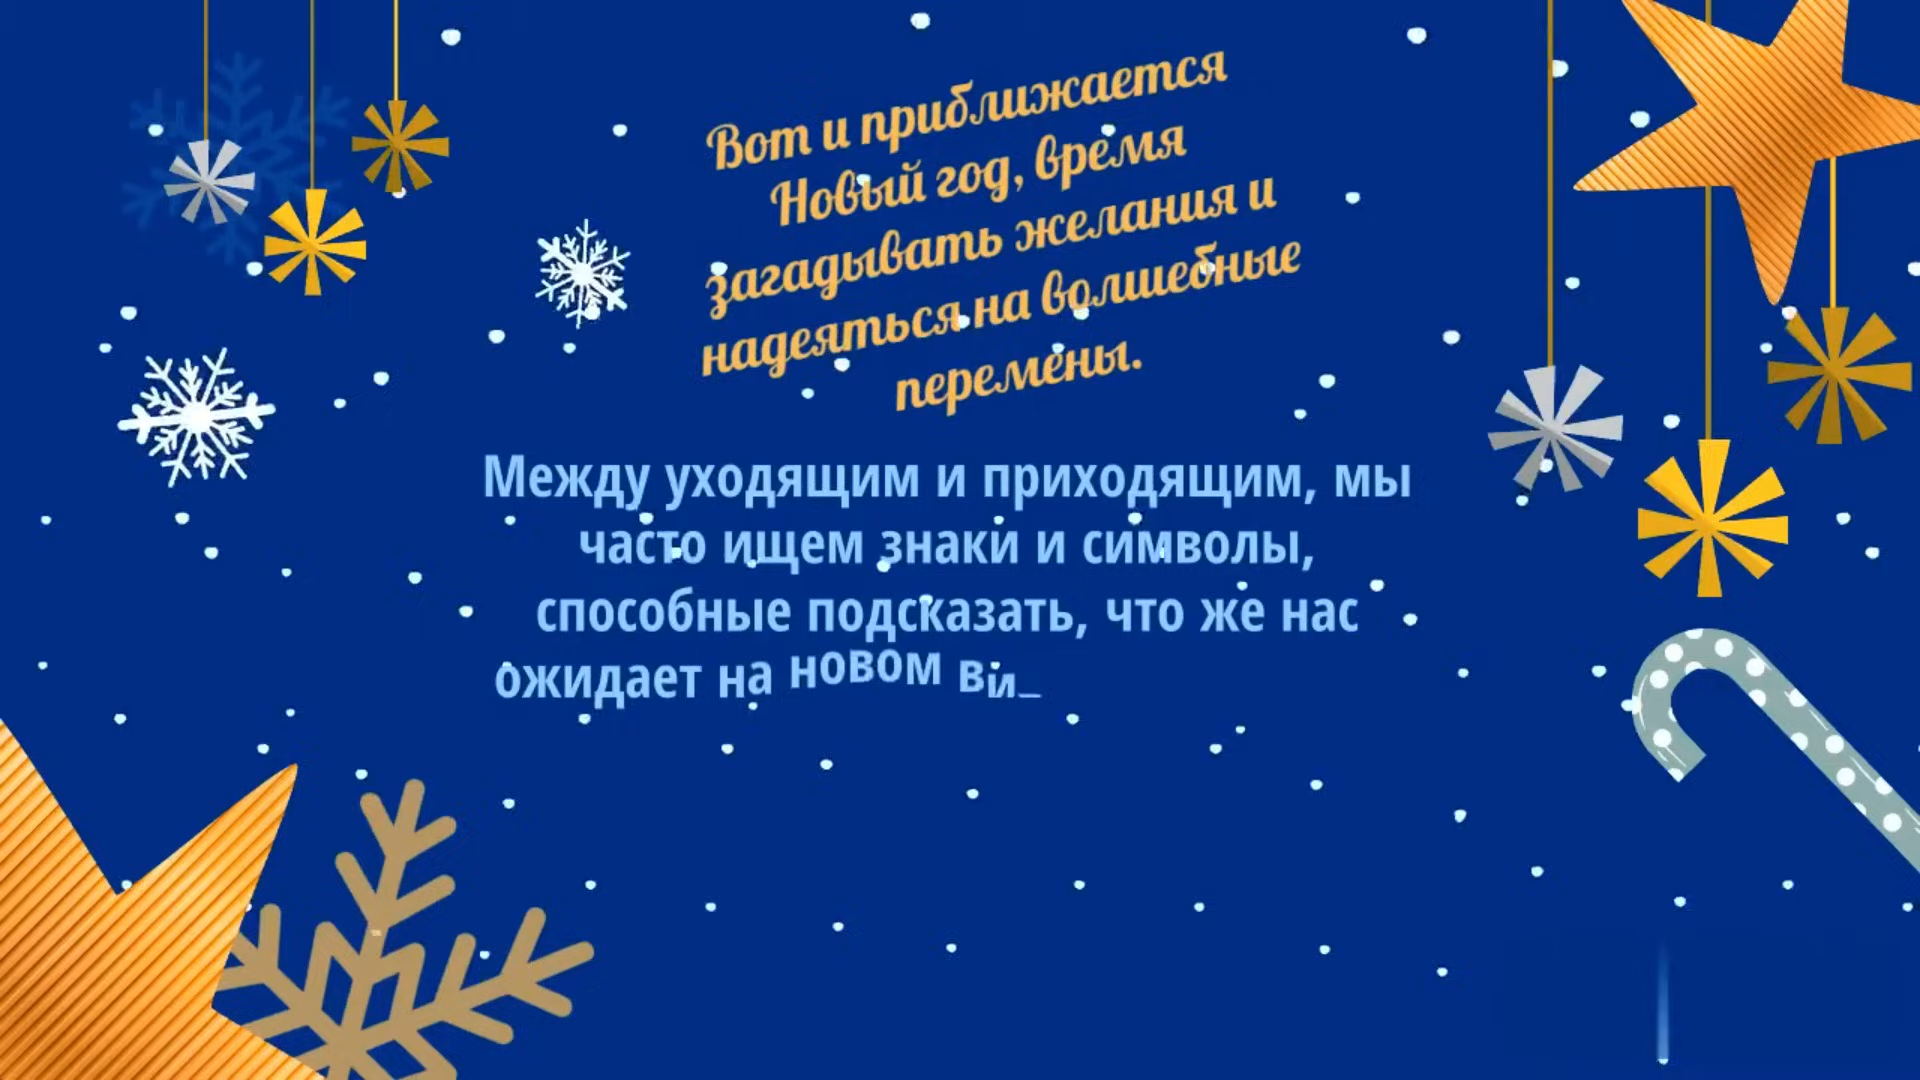 Вот и приближается
Новый год, время
загадывать желания и
надеяться на волшебные
перемены.
Между уходящим и приходящим, мы
часто ищем знаки и символы,
способные подсказать, что же нас
ожидает на новом